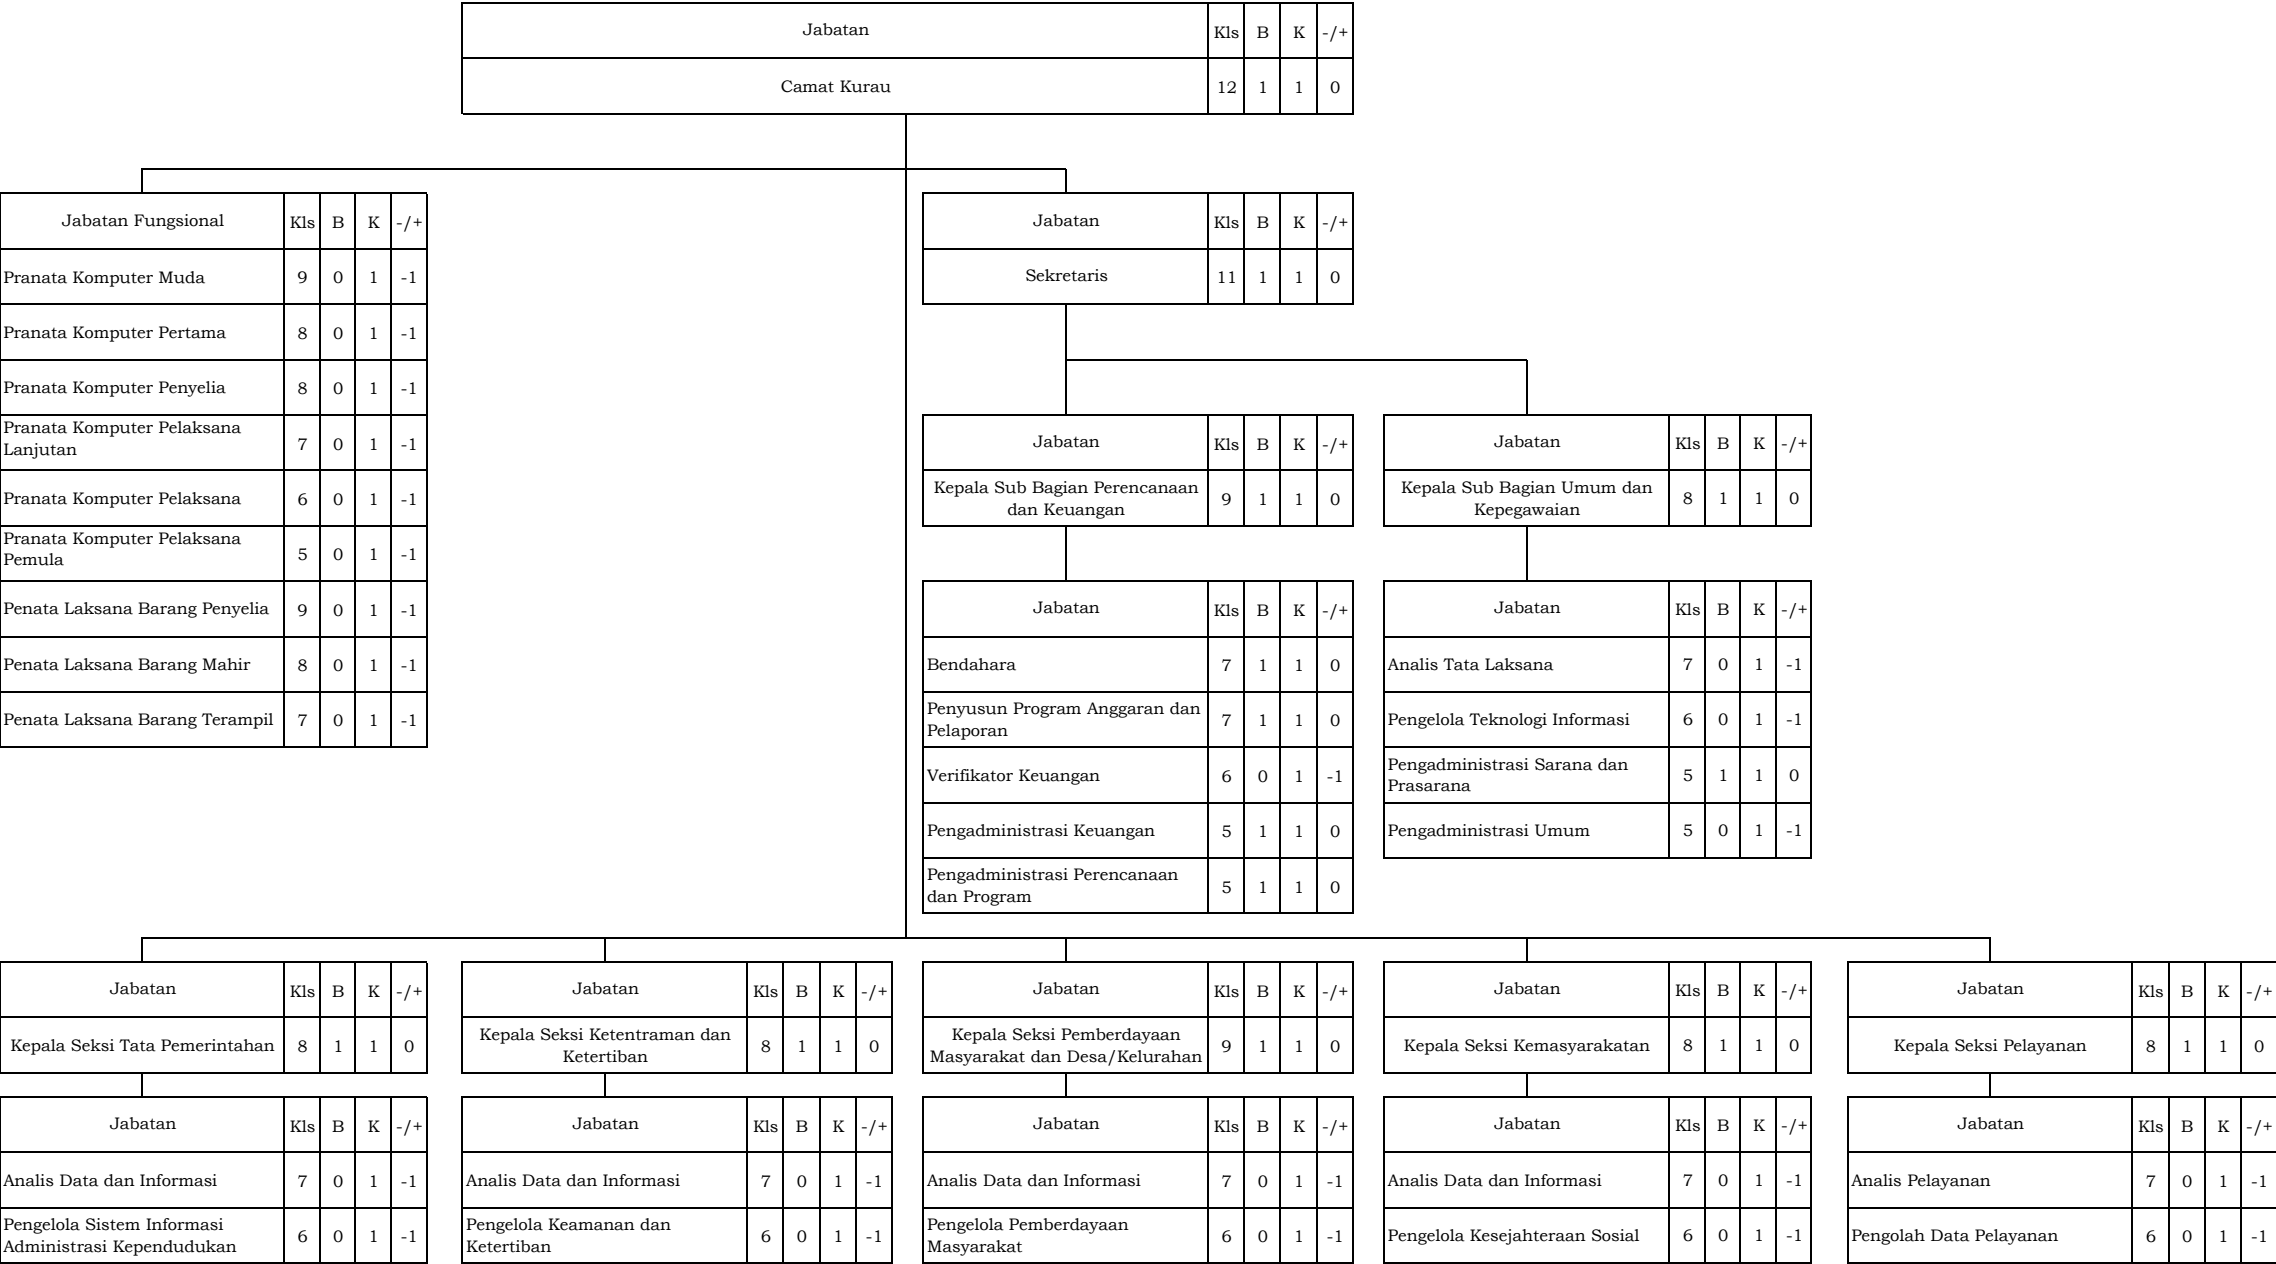 Jabatan Kls B K -/+
Camat Kurau 12 1 1 0
Jabatan Fungsional Kls B K -/+
Pranata Komputer Muda 9 0 1 -1
Pranata Komputer Pertama 8 0 1 -1
Pranata Komputer Penyelia 8 0 1 -1
Pranata Komputer Pelaksana
Lanjutan 7 0 1 -1
Pranata Komputer Pelaksana 6 0 1 -1
Pranata Komputer Pelaksana
Pemula 5 0 1 -1
Penata Laksana Barang Penyelia 9 0 1 -1
Penata Laksana Barang Mahir 8 0 1 -1
Penata Laksana Barang Terampil 7 0 1 -1
Jabatan Kls B K -/+
Sekretaris 11 1 1 0
Jabatan Kls B K -/+
Kepala Sub Bagian Perencanaan
dan Keuangan 9 1 1 0
Jabatan Kls B K -/+
Bendahara 7 1 1 0
Penyusun Program Anggaran dan
Pelaporan 7 1 1 0
Verifikator Keuangan 6 0 1 -1
Pengadministrasi Keuangan 5 1 1 0
Pengadministrasi Perencanaan
dan Program 5 1 1 0
Jabatan Kls B K -/+
Kepala Sub Bagian Umum dan
Kepegawaian 8 1 1 0
Jabatan Kls B K -/+
Analis Tata Laksana 7 0 1 -1
Pengelola Teknologi Informasi 6 0 1 -1
Pengadministrasi Sarana dan
Prasarana 5 1 1 0
Pengadministrasi Umum 5 0 1 -1
Jabatan Kls B K -/+
Kepala Seksi Tata Pemerintahan 8 1 1 0
Jabatan Kls B K -/+
Analis Data dan Informasi 7 0 1 -1
Pengelola Sistem Informasi
Administrasi Kependudukan 6 0 1 -1
Jabatan Kls B K -/+
Kepala Seksi Ketentraman dan
Ketertiban 8 1 1 0
Jabatan Kls B K -/+
Analis Data dan Informasi 7 0 1 -1
Pengelola Keamanan dan
Ketertiban 6 0 1 -1
Jabatan Kls B K -/+
Kepala Seksi Pemberdayaan
Masyarakat dan Desa/Kelurahan 9 1 1 0
Jabatan Kls B K -/+
Analis Data dan Informasi 7 0 1 -1
Pengelola Pemberdayaan
Masyarakat 6 0 1 -1
Jabatan Kls B K -/+
Kepala Seksi Kemasyarakatan 8 1 1 0
Jabatan Kls B K -/+
Analis Data dan Informasi 7 0 1 -1
Pengelola Kesejahteraan Sosial 6 0 1 -1
Jabatan Kls B K -/+
Kepala Seksi Pelayanan 8 1 1 0
Jabatan Kls B K -/+
Analis Pelayanan 7 0 1 -1
Pengolah Data Pelayanan 6 0 1 -1